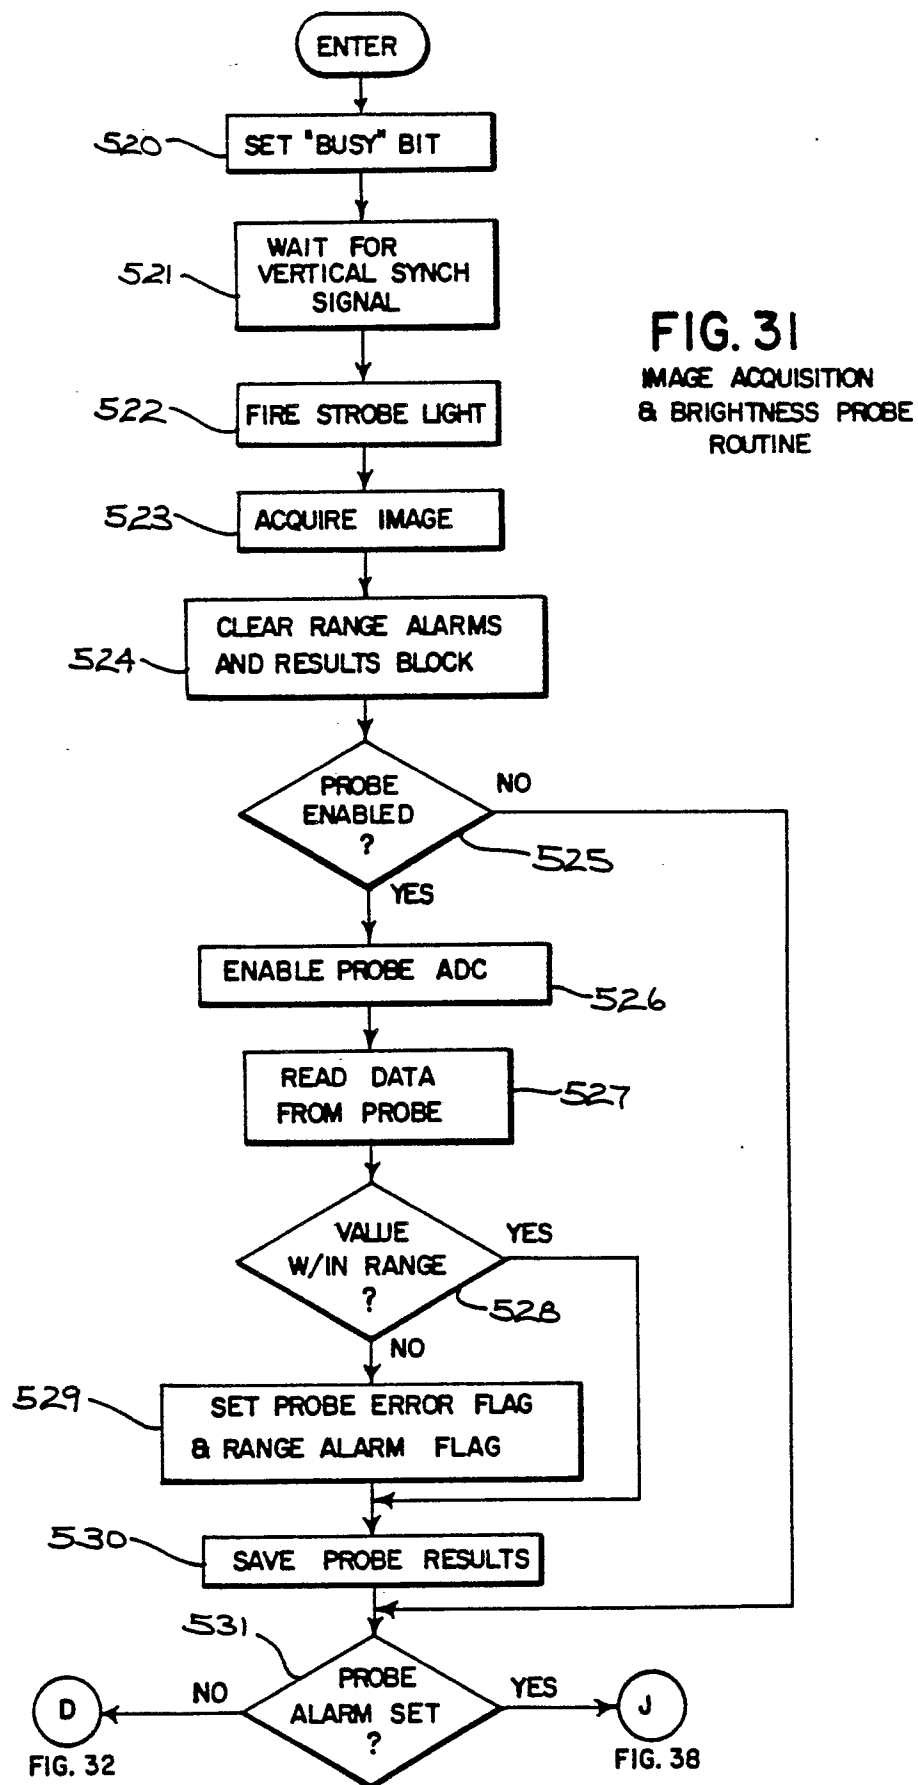 ENTER
520
SET "BUSY" BIT
521
WAIT FOR
VERTICAL SYNCH
SIGNAL
FIG. 31
IMAGE ACQUISITION
& BRIGHTNESS PROBE
ROUTINE
522
FIRE STROBE LIGHT
523
ACQUIRE IMAGE
524
CLEAR RANGE ALARMS
AND RESULTS BLOCK
PROBE
ENABLED
?
NO
525
YES
ENABLE PROBE ADC
526
READ DATA
FROM PROBE
527
VALUE
W/IN RANGE
?
YES
528
NO
529
SET PROBE ERROR FLAG
& RANGE ALARM FLAG
530
SAVE PROBE RESULTS
531
PROBE
ALARM SET
?
NO
D
FIG. 32
YES
J
FIG. 38